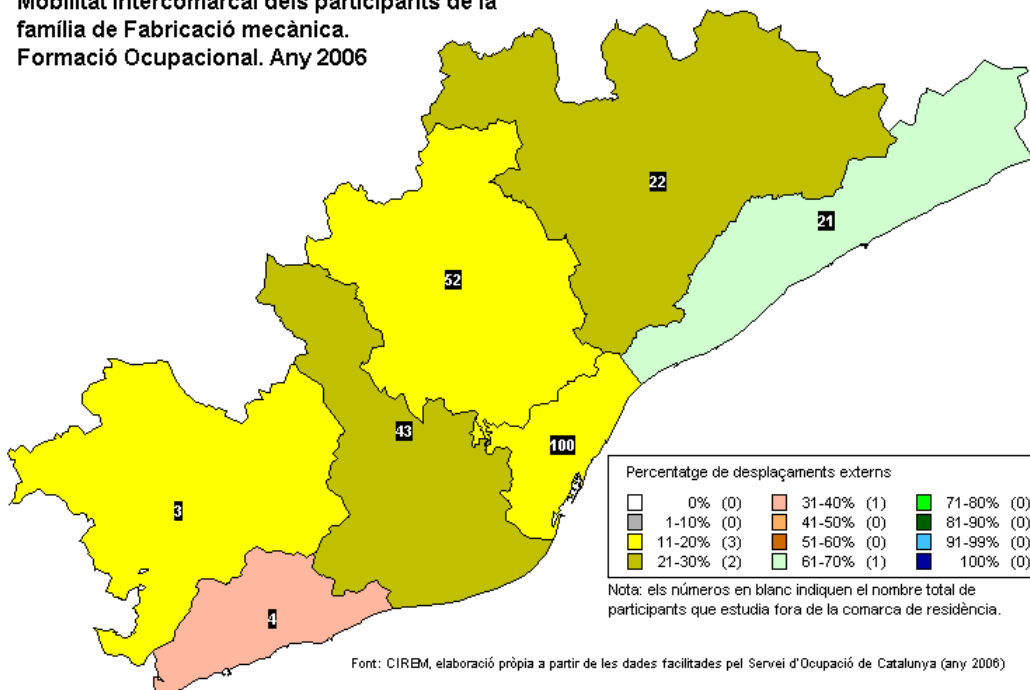 Mobilitat intercomarcal dels participants de la
família de Fabricació mecànica.
Formació Ocupacional. Any 2006
22
21
52
43
100
3
4
Percentatge de desplaçaments externs
0% (0) 31-40% (1) 71-80% (0)
1-10% (0) 41-50% (0) 81-90% (0)
11-20% (3) 51-60% (0) 91-99% (0)
21-30% (2) 61-70% (1) 100% (0)
Nota: els números en blanc indiquen el nombre total de
participants que estudia fora de la comarca de residència.
Font: CIREM, elaboració pròpia a partir de les dades facilitades pel Servei d'Ocupació de Catalunya (any 2006)